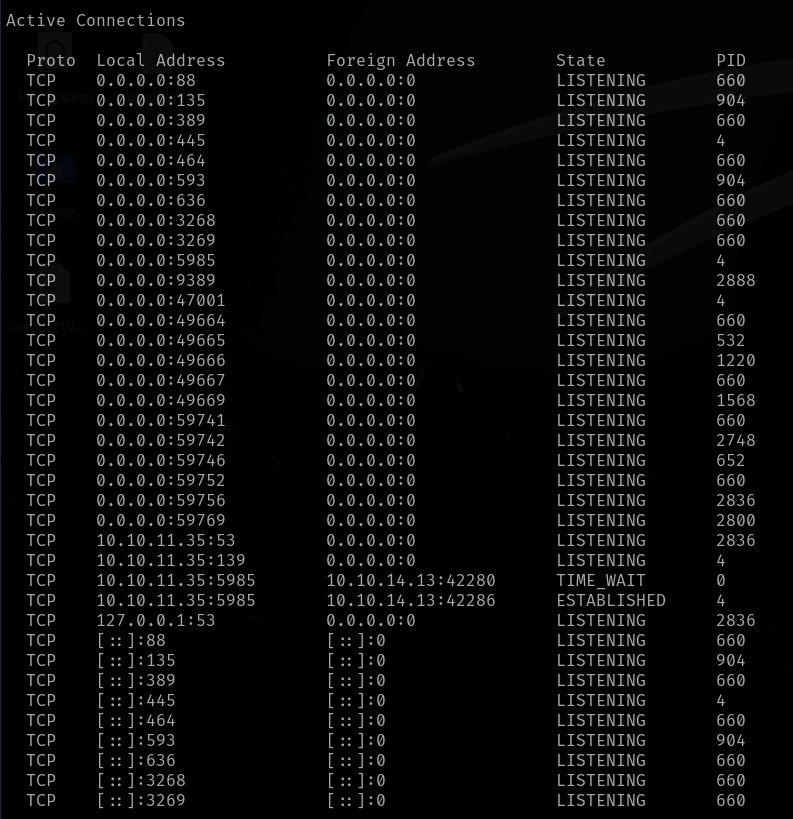 Active Connections
Proto  Local Address          Foreign Address        State           PID
TCP    0.0.0.0:88             0.0.0.0:0              LISTENING       660
TCP    0.0.0.0:135            0.0.0.0:0              LISTENING       904
TCP    0.0.0.0:389            0.0.0.0:0              LISTENING       660
TCP    0.0.0.0:445            0.0.0.0:0              LISTENING       4
TCP    0.0.0.0:464            0.0.0.0:0              LISTENING       660
TCP    0.0.0.0:593            0.0.0.0:0              LISTENING       904
TCP    0.0.0.0:636            0.0.0.0:0              LISTENING       660
TCP    0.0.0.0:3268           0.0.0.0:0              LISTENING       660
TCP    0.0.0.0:3269           0.0.0.0:0              LISTENING       660
TCP    0.0.0.0:5985           0.0.0.0:0              LISTENING       4
TCP    0.0.0.0:9389           0.0.0.0:0              LISTENING       2888
TCP    0.0.0.0:47001          0.0.0.0:0              LISTENING       4
TCP    0.0.0.0:49664          0.0.0.0:0              LISTENING       660
TCP    0.0.0.0:49665          0.0.0.0:0              LISTENING       532
TCP    0.0.0.0:49666          0.0.0.0:0              LISTENING       1220
TCP    0.0.0.0:49667          0.0.0.0:0              LISTENING       660
TCP    0.0.0.0:49669          0.0.0.0:0              LISTENING       1568
TCP    0.0.0.0:59741          0.0.0.0:0              LISTENING       660
TCP    0.0.0.0:59742          0.0.0.0:0              LISTENING       2748
TCP    0.0.0.0:59746          0.0.0.0:0              LISTENING       652
TCP    0.0.0.0:59752          0.0.0.0:0              LISTENING       660
TCP    0.0.0.0:59756          0.0.0.0:0              LISTENING       2836
TCP    0.0.0.0:59769          0.0.0.0:0              LISTENING       2800
TCP    10.10.11.35:53         0.0.0.0:0              LISTENING       2836
TCP    10.10.11.35:139        0.0.0.0:0              LISTENING       4
TCP    10.10.11.35:5985       10.10.14.13:42280      TIME_WAIT       0
TCP    10.10.11.35:5985       10.10.14.13:42286      ESTABLISHED     4
TCP    127.0.0.1:53           0.0.0.0:0              LISTENING       2836
TCP    [::]:88                [::]:0                 LISTENING       660
TCP    [::]:135               [::]:0                 LISTENING       904
TCP    [::]:389               [::]:0                 LISTENING       660
TCP    [::]:445               [::]:0                 LISTENING       4
TCP    [::]:464               [::]:0                 LISTENING       660
TCP    [::]:593               [::]:0                 LISTENING       904
TCP    [::]:636               [::]:0                 LISTENING       660
TCP    [::]:3268              [::]:0                 LISTENING       660
TCP    [::]:3269              [::]:0                 LISTENING       660